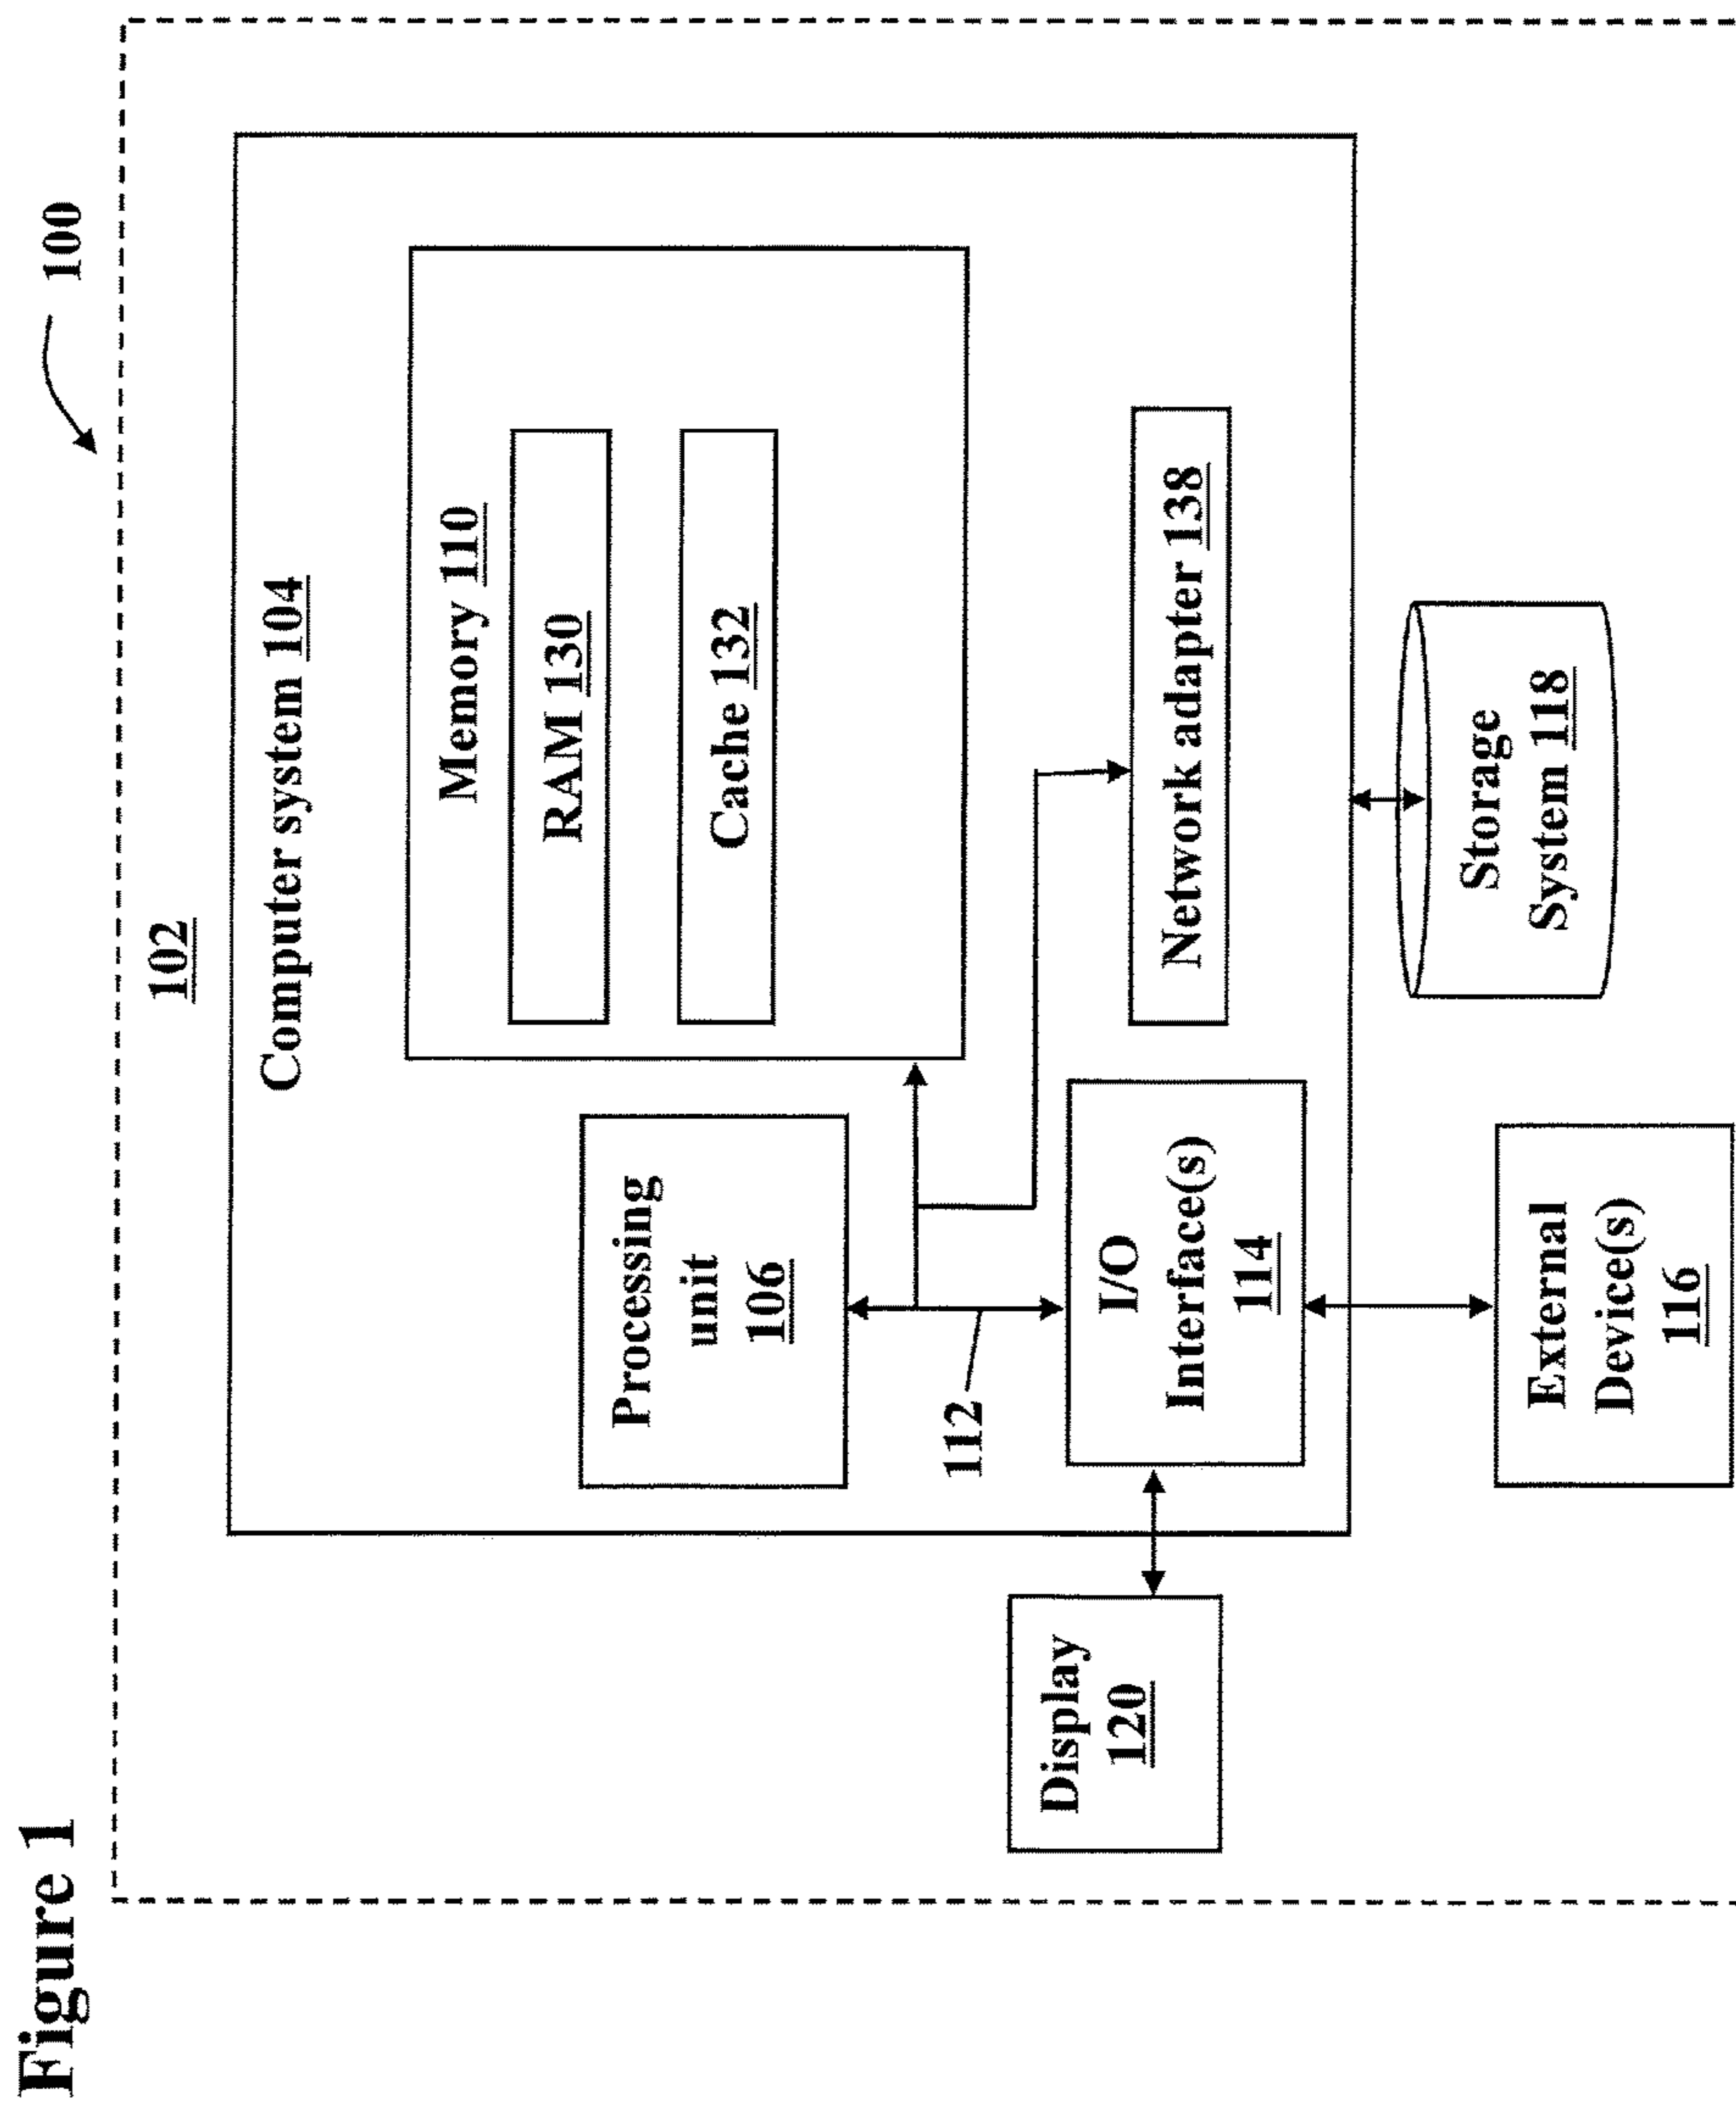 Figure 1
100
102
Computer system 104
Memory 110
RAM 130
Cache 132
Processing
unit
106
112
I/O
Interface(s)
114
Network adapter 138
Display
120
External
Device(s)
116
Storage
System 118